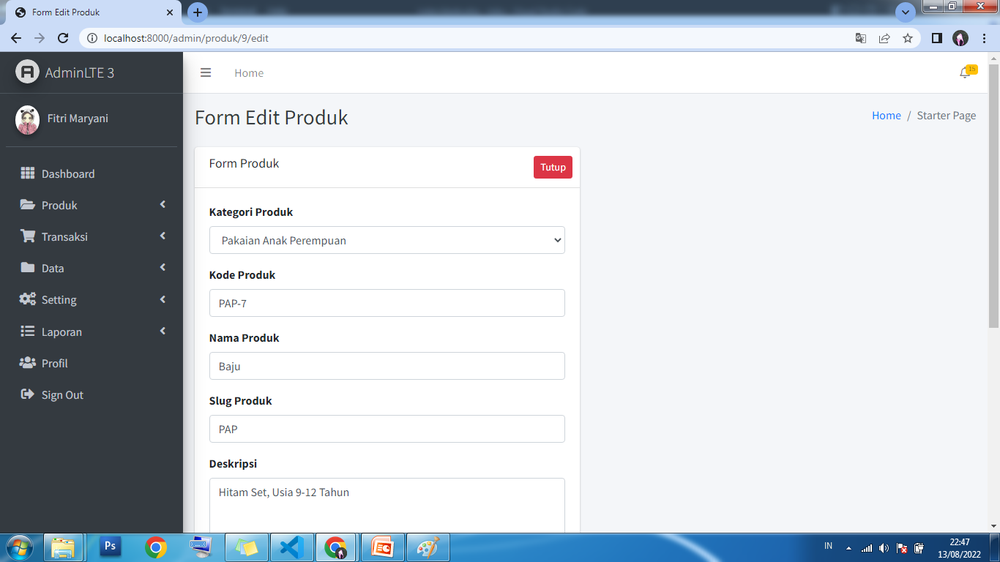 Form Edit Produk
localhost:8000/admin/produk/9/edit
AdminLTE 3
Home
15
Fitri Maryani
Form Edit Produk
Home / Starter Page
Dashboard
Produk
Transaksi
Data
Setting
Laporan
Profil
Sign Out
Form Produk
Tutup
Kategori Produk
Pakaian Anak Perempuan
Kode Produk
PAP-7
Nama Produk
Baju
Slug Produk
PAP
Deskripsi
Hitam Set, Usia 9-12 Tahun
Ps
IN
22:47
13/08/2022